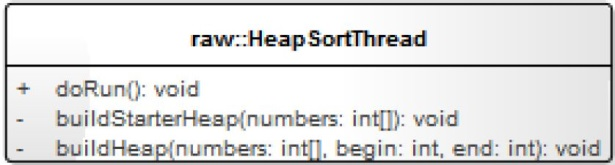 raw::HeapSortThread
+ doRun(): void
- buildStarterHeap(numbers: int[]): void
- buildHeap(numbers: int[], begin: int, end: int): void